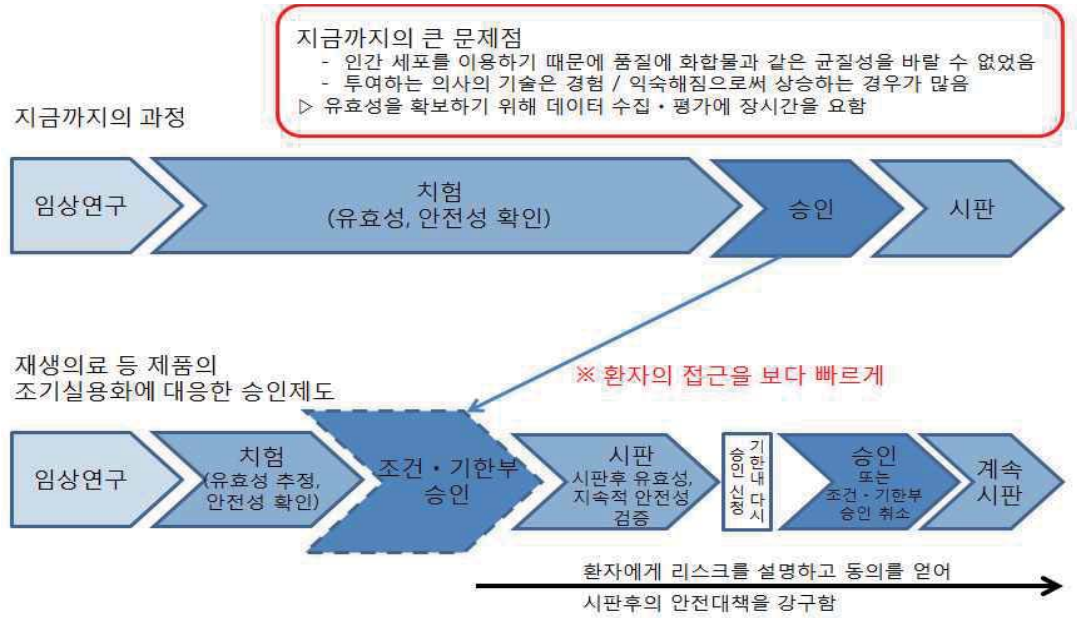 지금까지의 큰 문제점
- 인간 세포를 이용하기 때문에 품질에 화합물과 같은 균질성을 바랄 수 없었음
- 투여하는 의사의 기술은 경험 / 익숙해짐으로써 상승하는 경우가 많음
▷ 유효성을 확보하기 위해 데이터 수집・평가에 장시간을 요함
지금까지의 과정
임상연구
치험
(유효성, 안전성 확인)
승인
시판
재생의료 등 제품의
조기실용화에 대응한 승인제도
※ 환자의 접근을 보다 빠르게
임상연구
치험
(유효성 추정,
안전성 확인)
조건・기한부
승인
시판
시판후 유효성,
지속적 안전성
검증
기한내 다시
승인 신청
승인
또는
조건・기한부
승인 취소
계속
시판
환자에게 리스크를 설명하고 동의를 얻어
시판후의 안전대책을 강구함